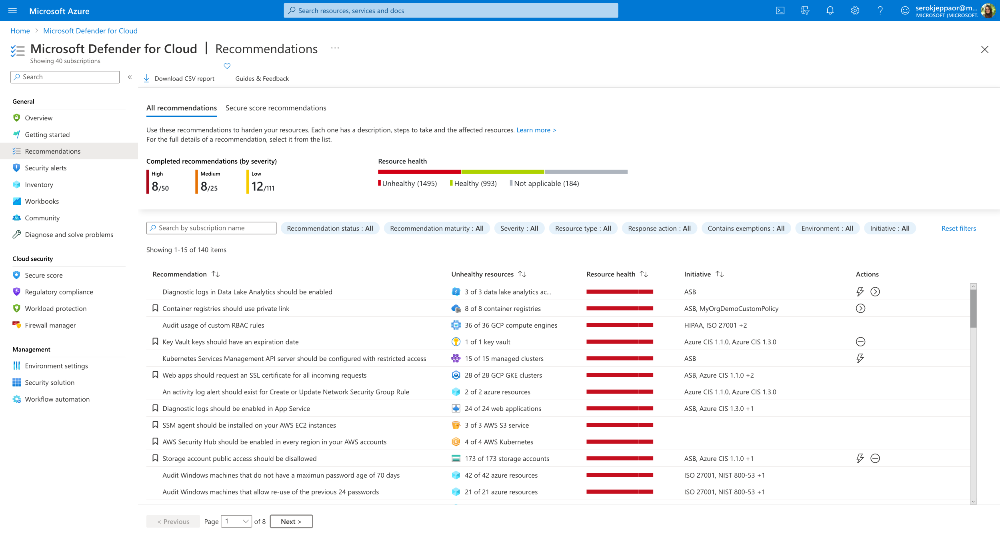 Microsoft Azure
Search resources, services and docs
serokjeppaor@m...
MICROSOFT (MICROSOFT.
Home > Microsoft Defender for Cloud
Microsoft Defender for Cloud | Recommendations ...
Showing 40 subscriptions
Search «
Download CSV report
Guides & Feedback
General
Overview
Getting started
Recommendations
Security alerts
Inventory
Workbooks
Community
Diagnose and solve problems
Cloud security
Secure score
Regulatory compliance
Workload protection
Firewall manager
Management
Environment settings
Security solution
Workflow automation
All recommendations Secure score recommendations
Use these recommendations to harden your resources. Each one has a description, steps to take and the affected resources. Learn more >
For the full details of a recommendation, select it from the list.
Completed recommendations (by severity)
High
8/50
Medium
8/25
Low
12/111
Resource health
Unhealthy (1495) Healthy (993) Not applicable (184)
Search by subscription name
Recommendation status : All
Recommendation maturity : All
Severity : All
Resource type : All
Response action : All
Contains exemptions : All
Environment : All
Initiative : All
Reset filters
Showing 1-15 of 140 items
Recommendation Unhealthy resources Resource health Initiative Actions
Diagnostic logs in Data Lake Analytics should be enabled 3 of 3 data lake analytics ac... ASB
Container registries should use private link 8 of 8 container registries ASB, MyOrgDemoCustomPolicy
Audit usage of custom RBAC rules 36 of 36 GCP compute engines HIPAA, ISO 27001 +2
Key Vault keys should have an expiration date 1 of 1 key vault Azure CIS 1.1.0, Azure CIS 1.3.0
Kubernetes Services Management API server should be configured with restricted access 15 of 15 managed clusters ASB
Web apps should request an SSL certificate for all incoming requests 28 of 28 GCP GKE clusters ASB, Azure CIS 1.1.0 +2
An activity log alert should exist for Create or Update Network Security Group Rule 2 of 2 azure resources Azure CIS 1.1.0, Azure CIS 1.3.0
Diagnostic logs should be enabled in App Service 24 of 24 web applications ASB, Azure CIS 1.3.0 +1
SSM agent should be installed on your AWS EC2 instances 3 of 3 AWS S3 service
AWS Security Hub should be enabled in every region in your AWS accounts 4 of 4 AWS Kubernetes
Storage account public access should be disallowed 173 of 173 storage accounts ASB, Azure CIS 1.1.0 +1
Audit Windows machines that do not have a maximun password age of 70 days 42 of 42 azure resources ISO 27001, NIST 800-53 +1
Audit Windows machines that allow re-use of the previous 24 passwords 21 of 21 azure resources ISO 27001, NIST 800-53 +1
< Previous Page 1 of 8 Next >